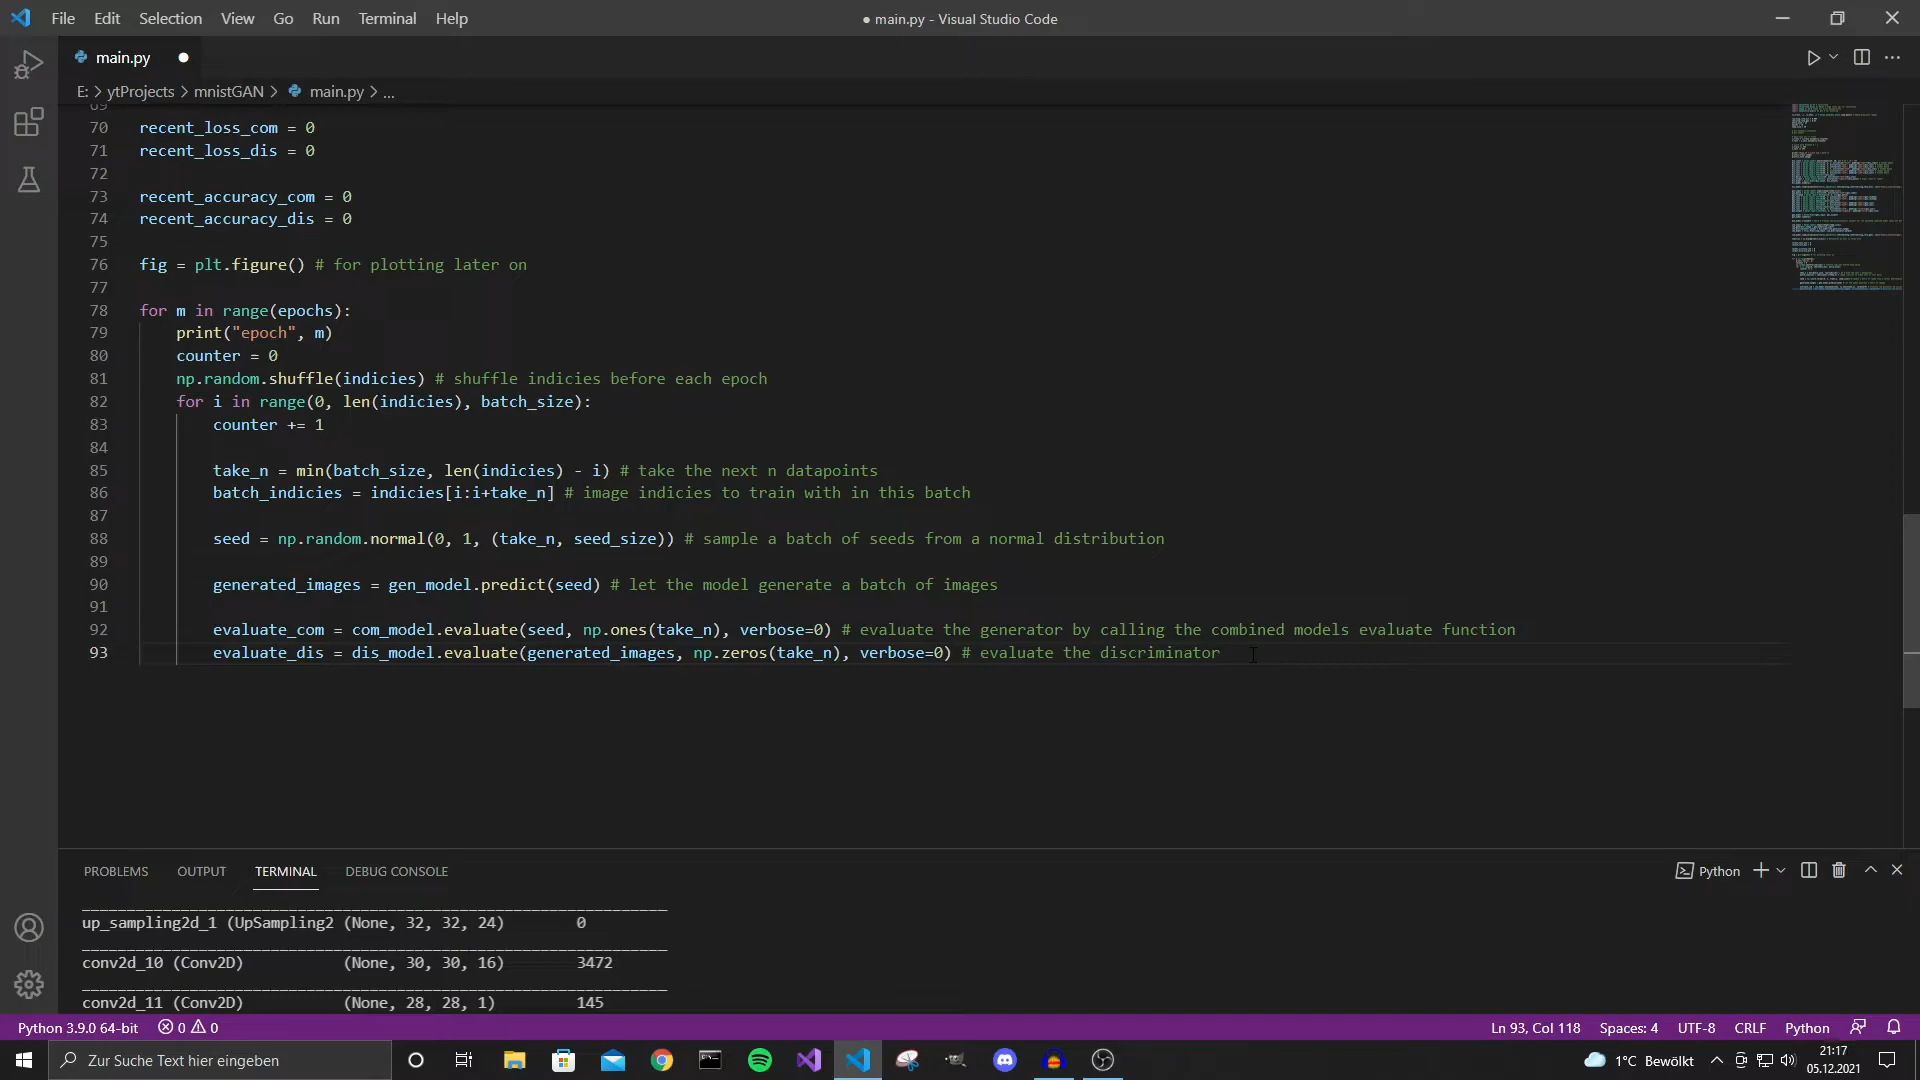 File Edit Selection View Go Run Terminal Help
● main.py - Visual Studio Code
main.py
E: > ytProjects > mnistGAN > main.py > ...
69
70 recent_loss_com = 0
71 recent_loss_dis = 0
72
73 recent_accuracy_com = 0
74 recent_accuracy_dis = 0
75
76 fig = plt.figure() # for plotting later on
77
78 for m in range(epochs):
79 print("epoch", m)
80 counter = 0
81 np.random.shuffle(indicies) # shuffle indicies before each epoch
82 for i in range(0, len(indicies), batch_size):
83 counter += 1
84
85 take_n = min(batch_size, len(indicies) - i) # take the next n datapoints
86 batch_indicies = indicies[i:i+take_n] # image indicies to train with in this batch
87
88 seed = np.random.normal(0, 1, (take_n, seed_size)) # sample a batch of seeds from a normal distribution
89
90 generated_images = gen_model.predict(seed) # let the model generate a batch of images
91
92 evaluate_com = com_model.evaluate(seed, np.ones(take_n), verbose=0) # evaluate the generator by calling the combined models evaluate function
93 evaluate_dis = dis_model.evaluate(generated_images, np.zeros(take_n), verbose=0) # evaluate the discriminator
PROBLEMS OUTPUT TERMINAL DEBUG CONSOLE
Python
up_sampling2d_1 (UpSampling2 (None, 32, 32, 24) 0
conv2d_10 (Conv2D) (None, 30, 30, 16) 3472
conv2d_11 (Conv2D) (None, 28, 28, 1) 145
Python 3.9.0 64-bit 0 0
Ln 93, Col 118 Spaces: 4 UTF-8 CRLF Python
Zur Suche Text hier eingeben
1°C Bewölkt
21:17
05.12.2021